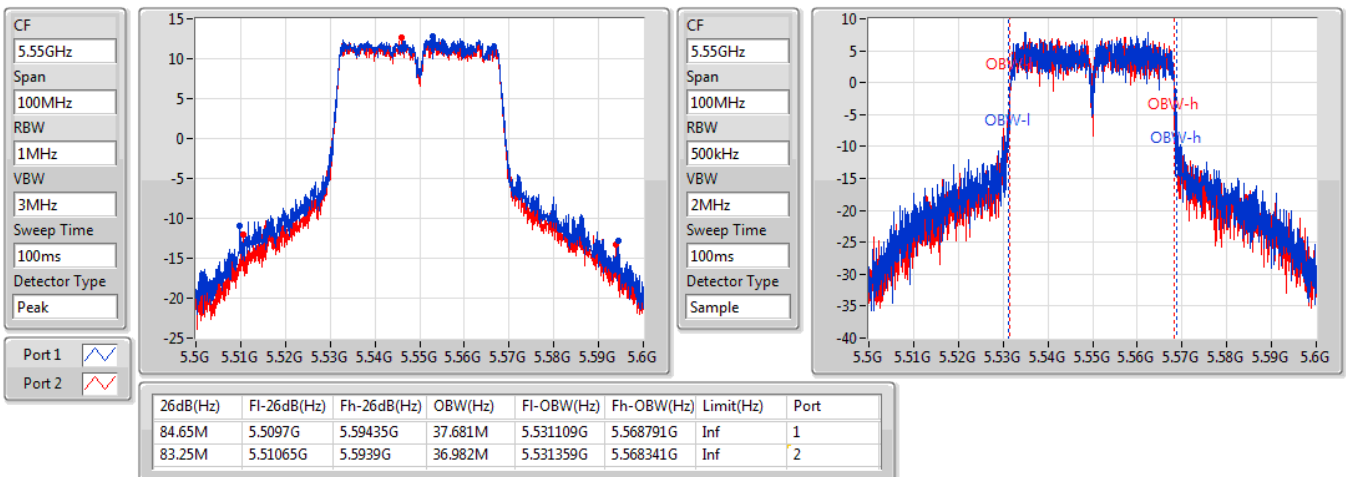 CF
5.55GHz
Span
100MHz
RBW
1MHz
VBW
3MHz
Sweep Time
100ms
Detector Type
Peak
Port 1
Port 2
15
10
5
0
-5
-10
-15
-20
-25
5.5G 5.51G 5.52G 5.53G 5.54G 5.55G 5.56G 5.57G 5.58G 5.59G 5.6G
CF
5.55GHz
Span
100MHz
RBW
500kHz
VBW
2MHz
Sweep Time
100ms
Detector Type
Sample
10
5
0
-5
-10
-15
-20
-25
-30
-35
-40
OBW-l
OBW-h
OBW-h
5.5G 5.51G 5.52G 5.53G 5.54G 5.55G 5.56G 5.57G 5.58G 5.59G 5.6G
26dB(Hz) Fl-26dB(Hz) Fh-26dB(Hz) OBW(Hz) Fl-OBW(Hz) Fh-OBW(Hz) Limit(Hz) Port
84.65M 5.5097G 5.59435G 37.681M 5.531109G 5.568791G Inf 1
83.25M 5.51065G 5.5939G 36.982M 5.531359G 5.568341G Inf 2